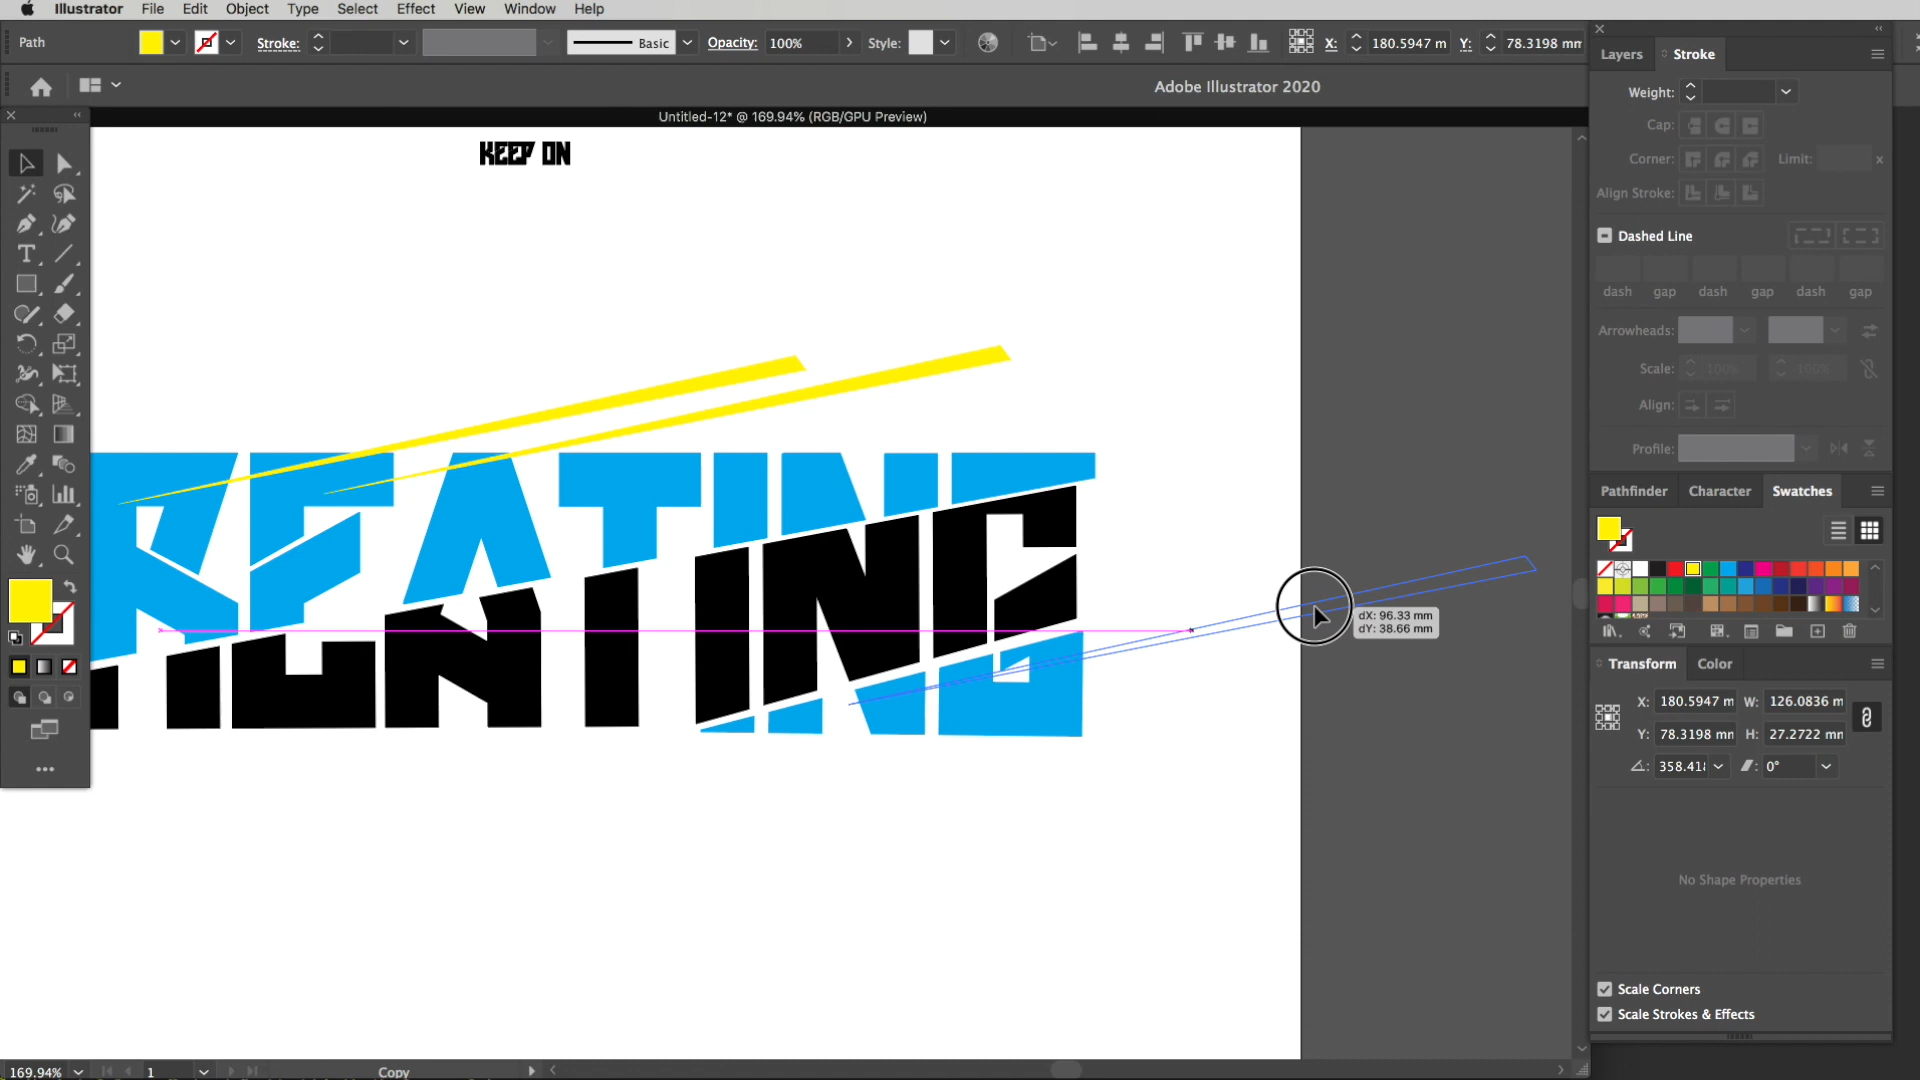 Illustrator File Edit Object Type Select Effect View Window Help
Path Stroke: Basic Opacity: 100% Style: X: 180.5947 m Y: 78.3198 mm
Adobe Illustrator 2020
Untitled-12* @ 169.94% (RGB/GPU Preview)
KEEP ON
REATING
dX: 96.33 mm
dY: 38.66 mm
Layers Stroke
Weight:
Cap:
Corner: Limit: x
Align Stroke:
Dashed Line
dash gap dash gap dash gap
Arrowheads:
Scale: 100% 100%
Align:
Profile:
Pathfinder Character Swatches
Transform Color
X: 180.5947 m W: 126.0836 m
Y: 78.3198 mm H: 27.2722 mm
358.41 0°
No Shape Properties
Scale Corners
Scale Strokes & Effects
169.94% 1 Copy